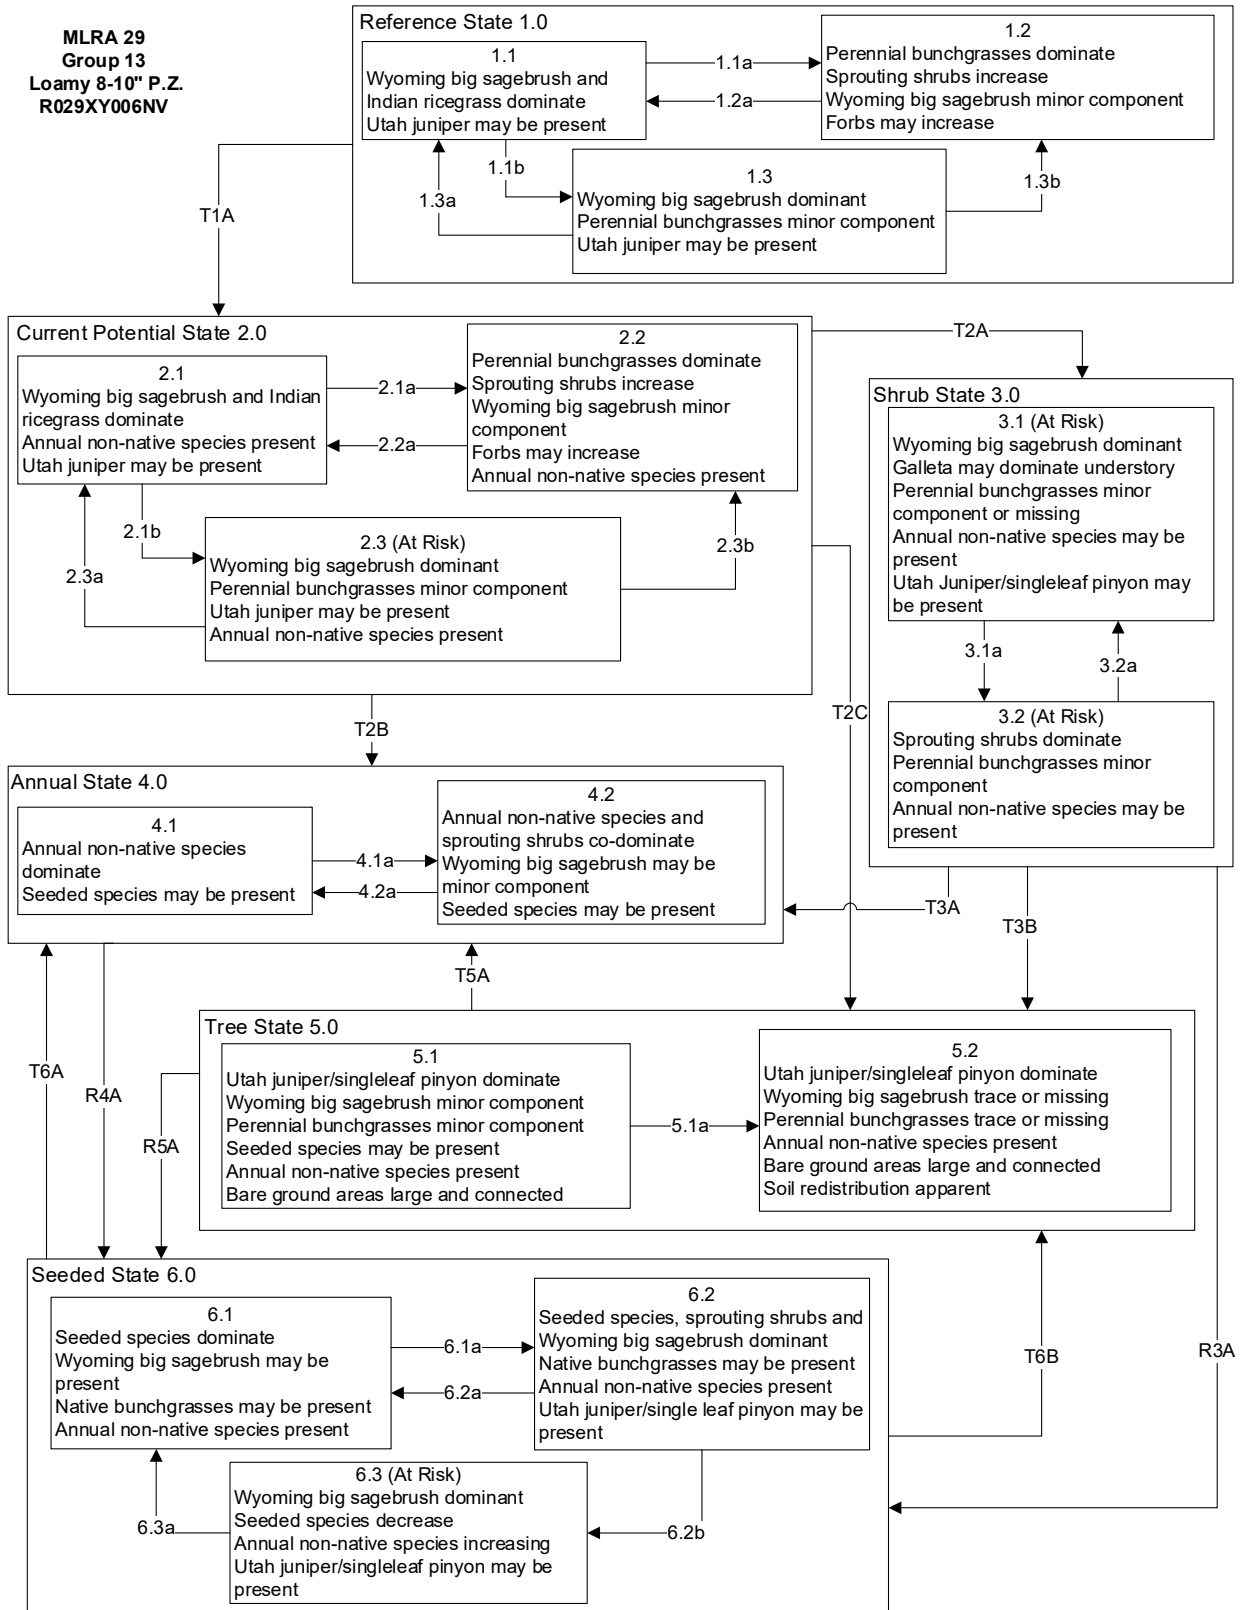 MLRA 29
Group 13
Loamy 8-10" P.Z.
R029XY006NV
Reference State 1.0
1.1
Wyoming big sagebrush and
Indian ricegrass dominate
Utah juniper may be present
1.1a
1.2a
1.2
Perennial bunchgrasses dominate
Sprouting shrubs increase
Wyoming big sagebrush minor component
Forbs may increase
1.1b
1.3a
1.3
Wyoming big sagebrush dominant
Perennial bunchgrasses minor component
Utah juniper may be present
1.3b
T1A
Current Potential State 2.0
2.1
Wyoming big sagebrush and Indian
ricegrass dominate
Annual non-native species present
Utah juniper may be present
2.1a
2.2a
2.2
Perennial bunchgrasses dominate
Sprouting shrubs increase
Wyoming big sagebrush minor
component
Forbs may increase
Annual non-native species present
2.1b
2.3a
2.3 (At Risk)
Wyoming big sagebrush dominant
Perennial bunchgrasses minor component
Utah juniper may be present
Annual non-native species present
2.3b
T2A
Shrub State 3.0
3.1 (At Risk)
Wyoming big sagebrush dominant
Galleta may dominate understory
Perennial bunchgrasses minor
component or missing
Annual non-native species may be
present
Utah Juniper/singleleaf pinyon may
be present
3.1a
3.2a
3.2 (At Risk)
Sprouting shrubs dominate
Perennial bunchgrasses minor
component
Annual non-native species may be
present
T2B
T2C
Annual State 4.0
4.1
Annual non-native species
dominate
Seeded species may be present
4.1a
4.2a
4.2
Annual non-native species and
sprouting shrubs co-dominate
Wyoming big sagebrush may be
minor component
Seeded species may be present
T3A
T3B
T5A
Tree State 5.0
5.1
Utah juniper/singleleaf pinyon dominate
Wyoming big sagebrush minor component
Perennial bunchgrasses minor component
Seeded species may be present
Annual non-native species present
Bare ground areas large and connected
5.1a
5.2
Utah juniper/singleleaf pinyon dominate
Wyoming big sagebrush trace or missing
Perennial bunchgrasses trace or missing
Annual non-native species present
Bare ground areas large and connected
Soil redistribution apparent
T6A
R4A
R5A
Seeded State 6.0
6.1
Seeded species dominate
Wyoming big sagebrush may be
present
Native bunchgrasses may be present
Annual non-native species present
6.1a
6.2a
6.2
Seeded species, sprouting shrubs and
Wyoming big sagebrush dominant
Native bunchgrasses may be present
Annual non-native species present
Utah juniper/single leaf pinyon may be
present
T6B
R3A
6.3a
6.3 (At Risk)
Wyoming big sagebrush dominant
Seeded species decrease
Annual non-native species increasing
Utah juniper/singleleaf pinyon may be
present
6.2b